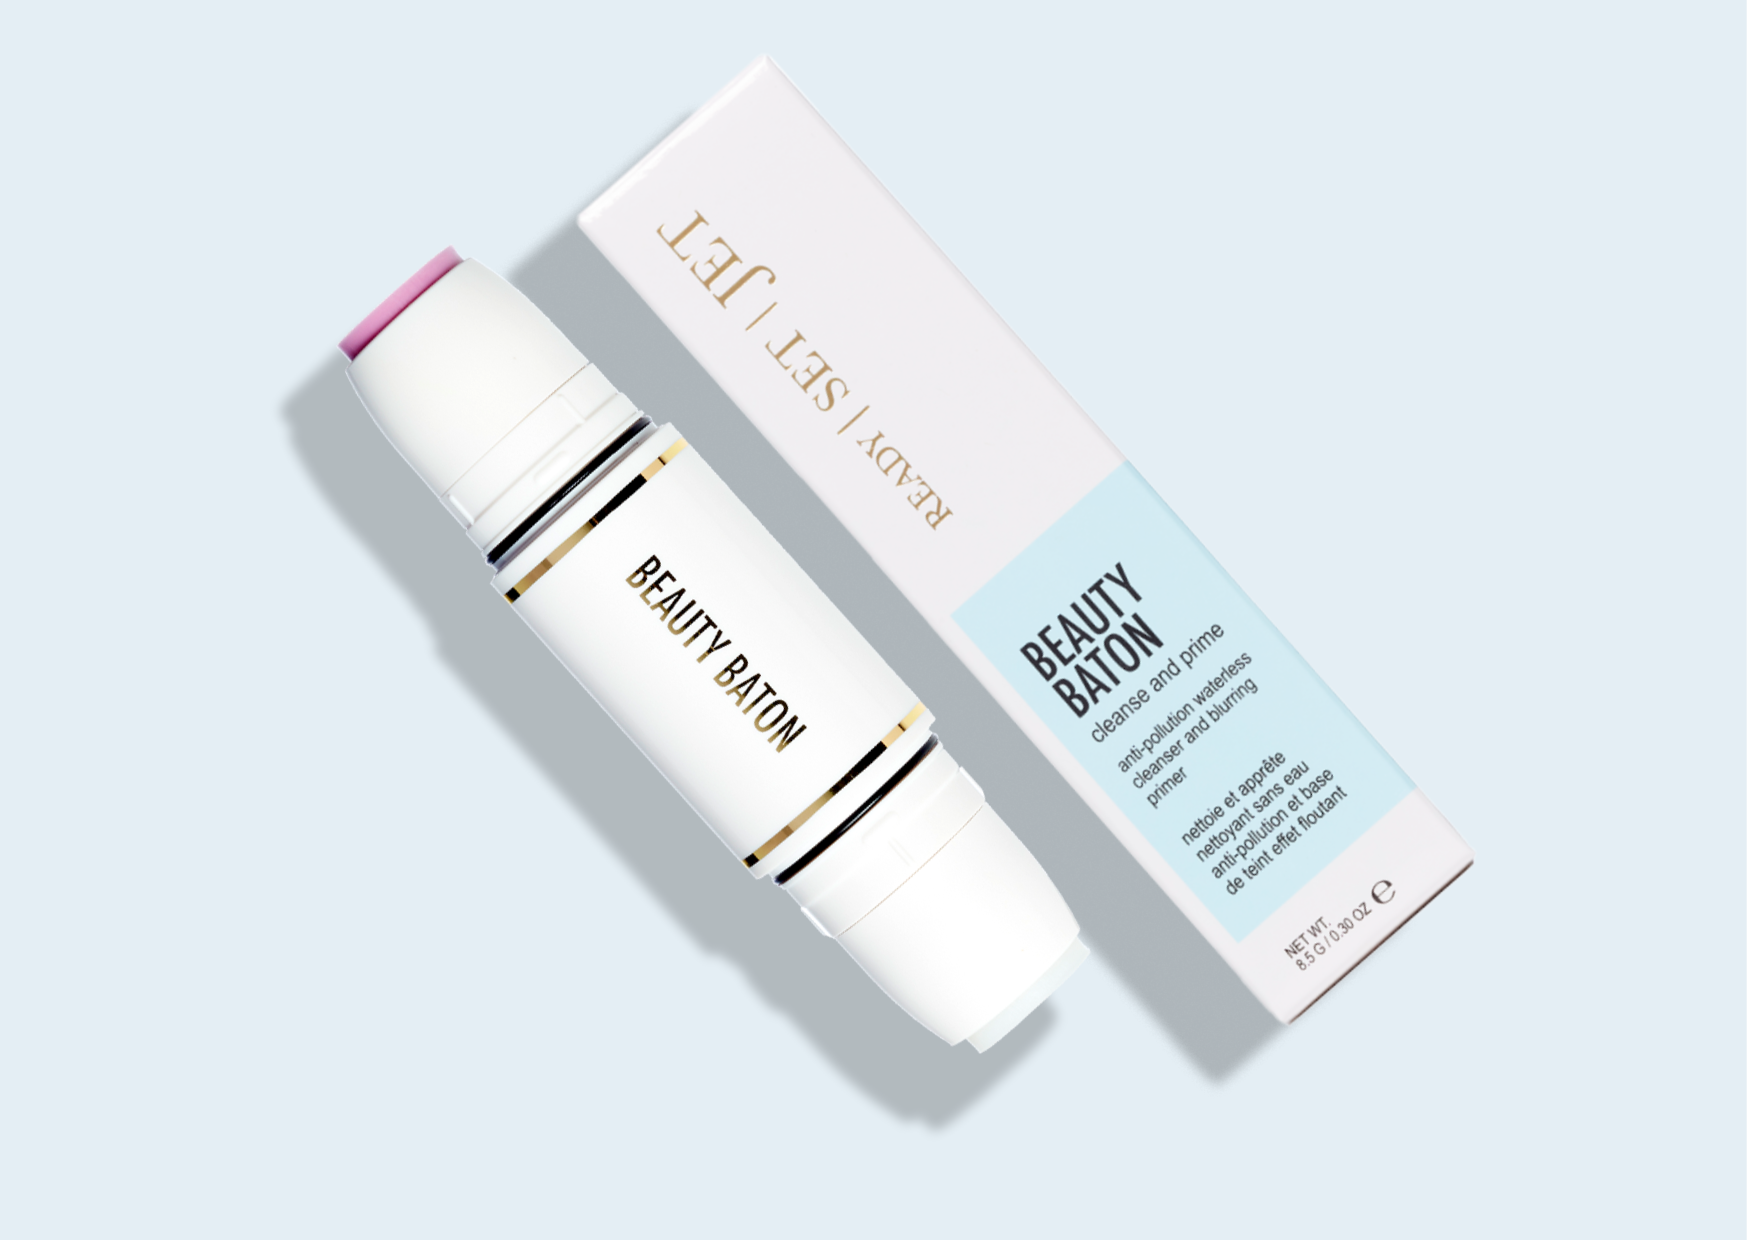 BEAUTY BATON
READY | SET | JET
BEAUTY
BATON
cleanse and prime
anti-pollution waterless
cleanser and blurring
primer
nettoie et apprête
nettoyant sans eau
anti-pollution et base
de teint effet floutant
NET WT.
8.5 G / 0.30 OZ ℮